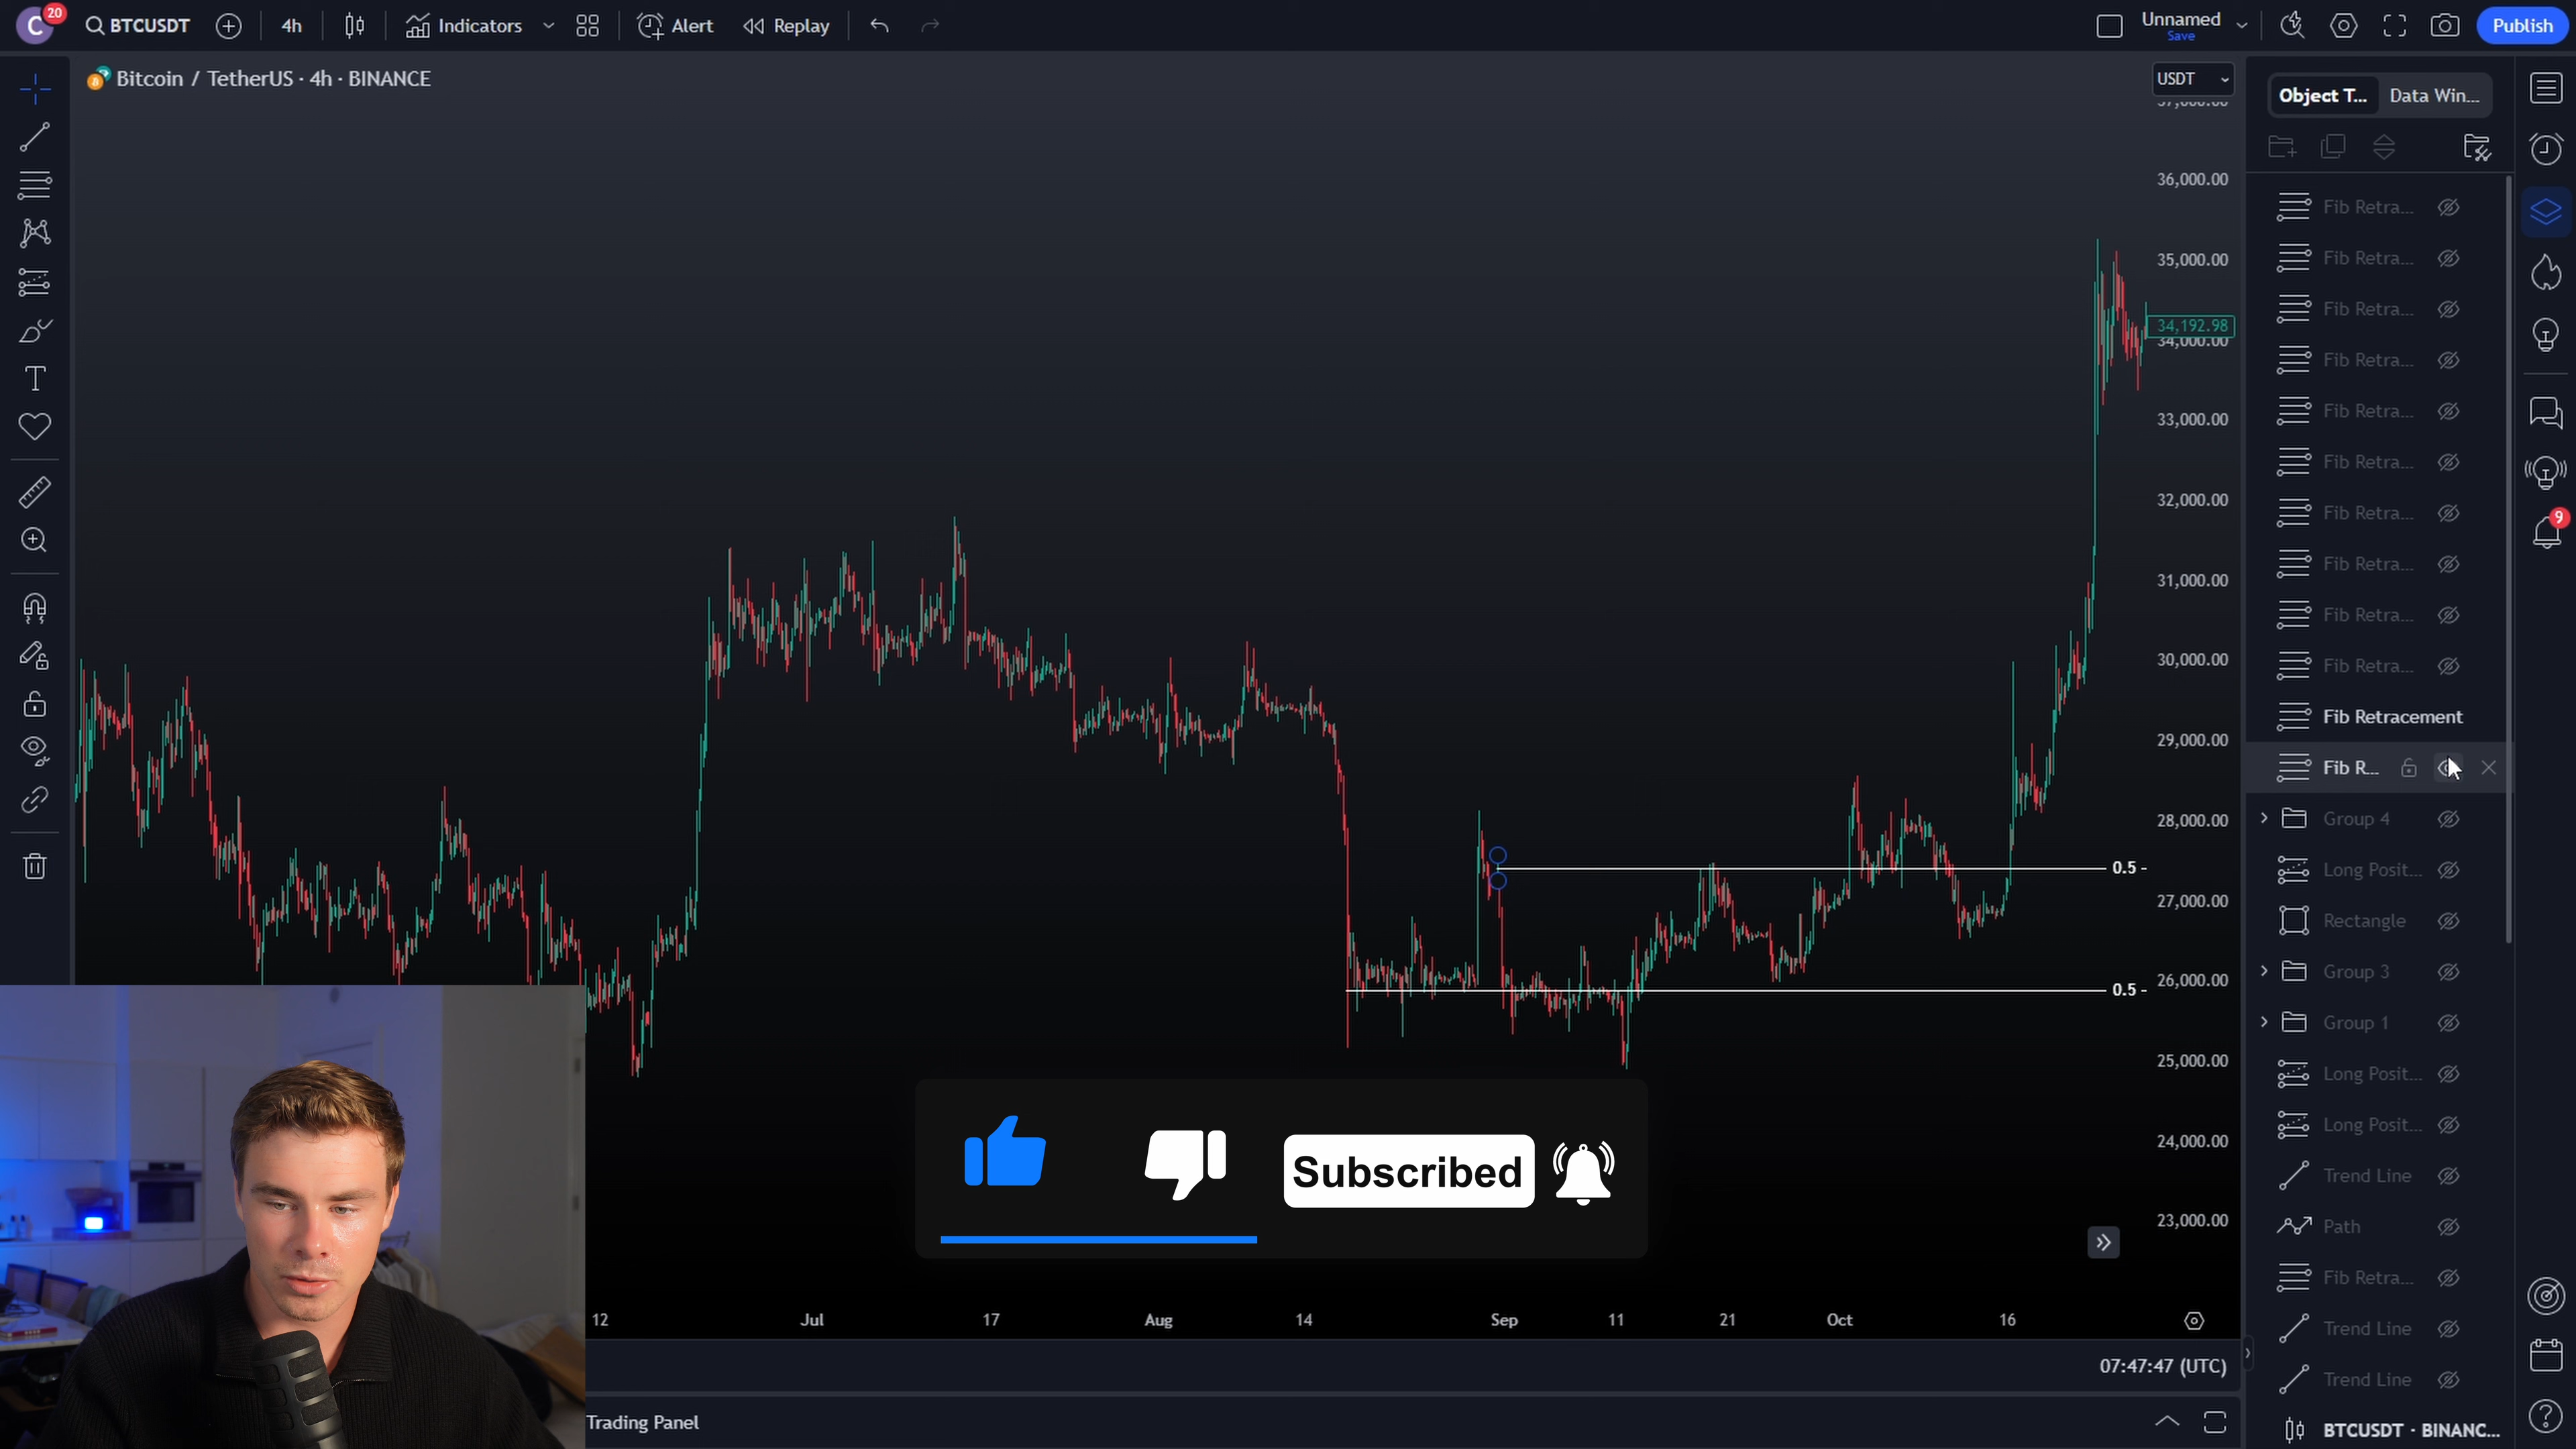 C
20
BTCUSDT
4h
Indicators
Alert
Replay
Unnamed
Save
Publish
Bitcoin / TetherUS · 4h · BINANCE
USDT
Object T...
Data Win...
37,000.00
36,000.00
35,000.00
34,192.98
34,000.00
33,000.00
32,000.00
31,000.00
30,000.00
29,000.00
28,000.00
27,000.00
26,000.00
25,000.00
24,000.00
23,000.00
0.5
0.5
Fib Retra...
Fib Retra...
Fib Retra...
Fib Retra...
Fib Retra...
Fib Retra...
Fib Retra...
Fib Retra...
Fib Retra...
Fib Retra...
Fib Retracement
Fib R...
Group 4
Long Posit...
Rectangle
Group 3
Group 1
Long Posit...
Long Posit...
Trend Line
Path
Fib Retra...
Trend Line
Trend Line
BTCUSDT · BINANC...
9
Subscribed
12
Jul
17
Aug
14
Sep
11
21
Oct
16
07:47:47 (UTC)
Trading Panel